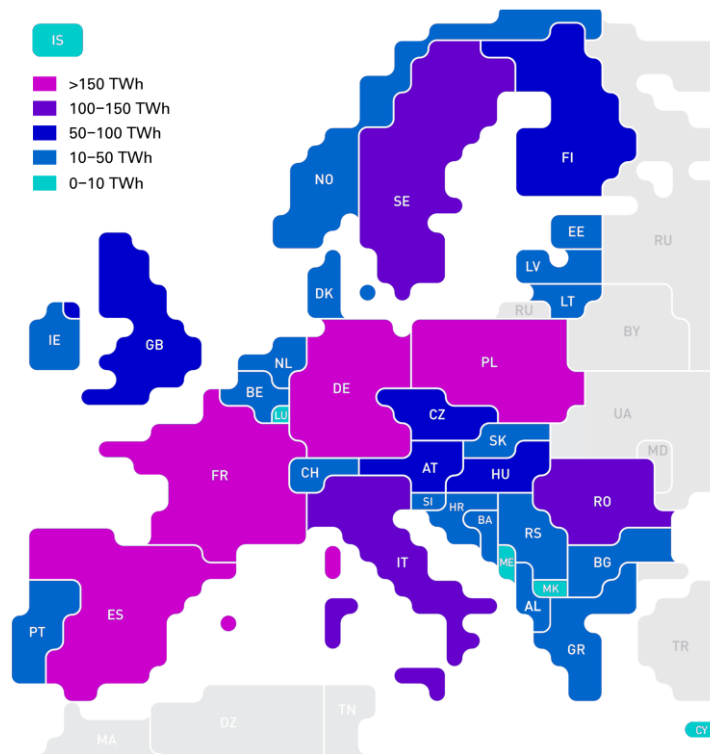 IS
>150 TWh
100–150 TWh
50–100 TWh
10–50 TWh
0–10 TWh
NO
SE
FI
EE
RU
LV
DK
LT
RU
BY
IE
GB
NL
DE
PL
BE
LU
CZ
UA
SK
MD
FR
CH
AT
HU
SI
HR
RO
BA
RS
IT
ME
BG
MK
AL
PT
ES
GR
TR
TN
DZ
MA
CY